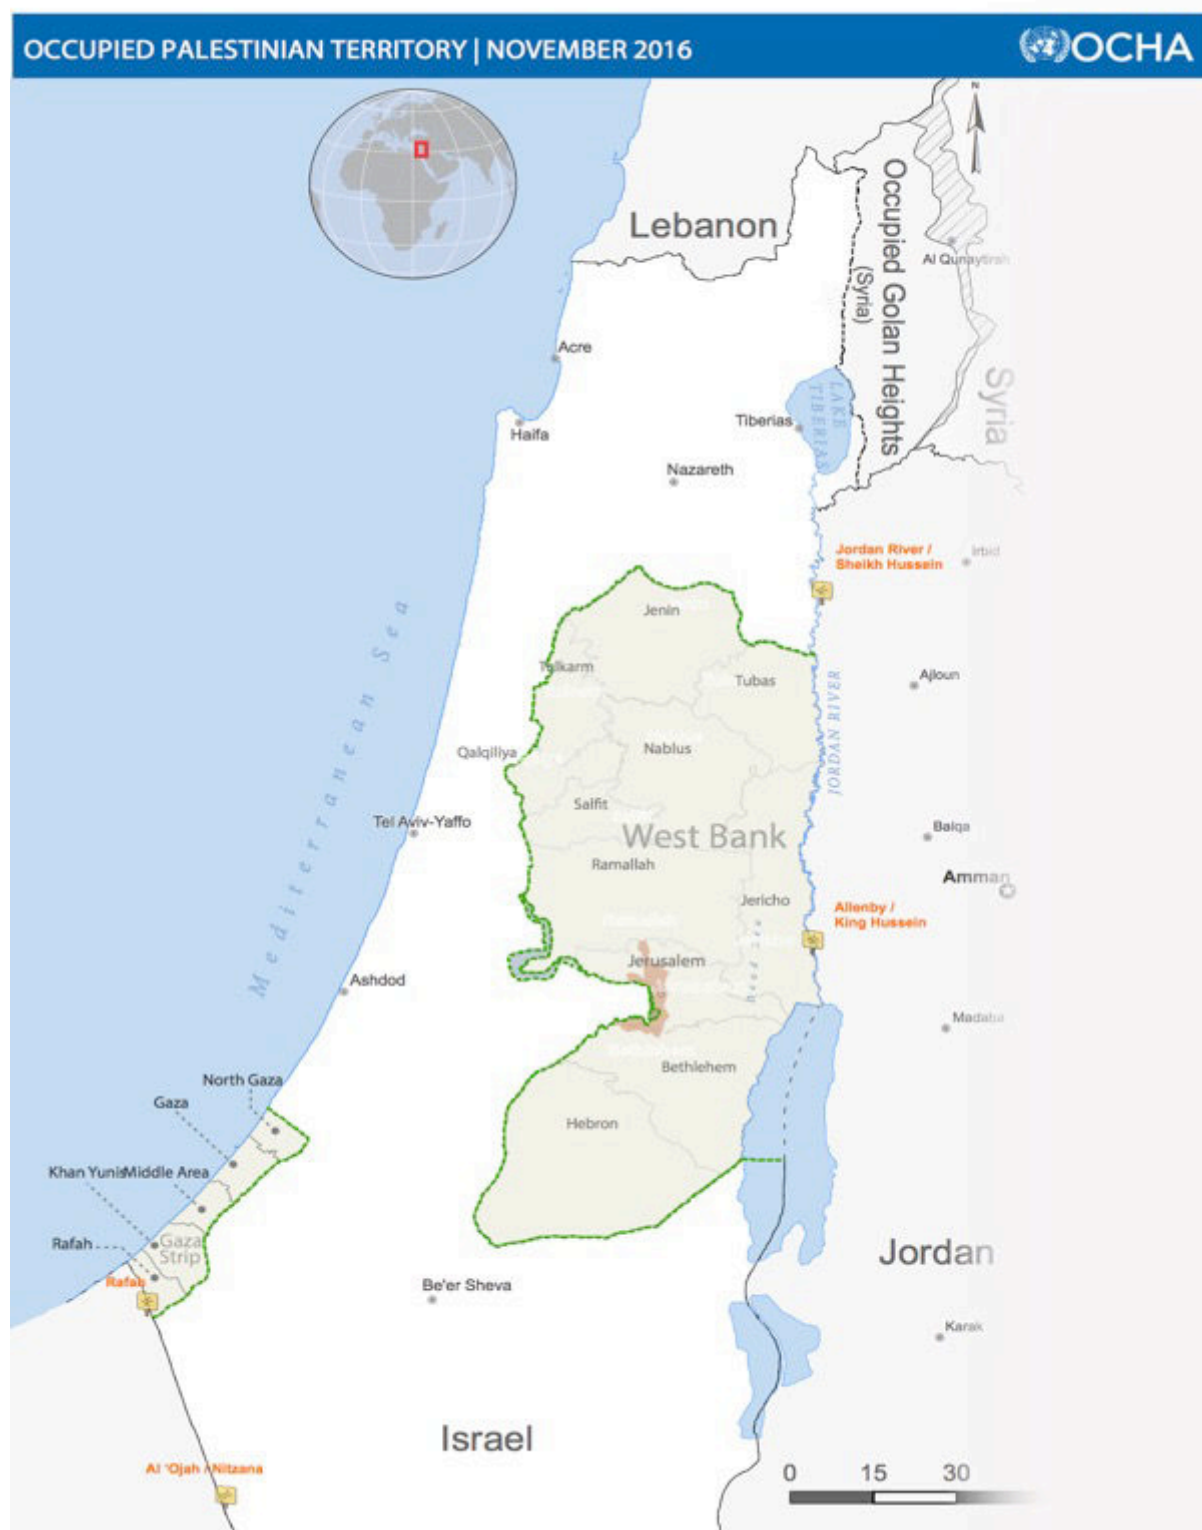 OCCUPIED PALESTINIAN TERRITORY | NOVEMBER 2016
OCHA
N
Lebanon
Occupied Golan Heights
(Syria)
Al Qunaytirah
Syria
Acre
Haifa
Tiberias
LAKE
TIBERIAS
Nazareth
Jordan River /
Sheikh Hussein
Irbid
Jenin
Mediterranean Sea
Tulkarm
Tubas
Ajloun
JORDAN RIVER
Qalqiliya
Nablus
Salfit
Tel Aviv-Yaffo
West Bank
Balqa
Ramallah
Amman
Jericho
Allenby /
King Hussein
Dead Sea
Jerusalem
Ashdod
Madaba
Bethlehem
North Gaza
Gaza
Hebron
Khan Yunis
Middle Area
Rafah
Gaza
Strip
Rafah
Jordan
Be'er Sheva
Karak
Israel
Al 'Ojah / Nitzana
0 15 30